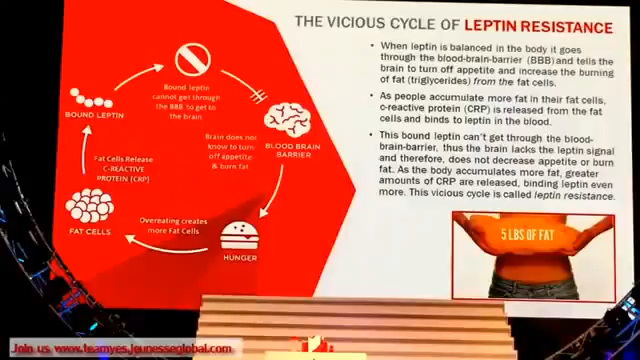 THE VICIOUS CYCLE OF LEPTIN RESISTANCE
• When leptin is balanced in the body it goes
through the blood-brain-barrier (BBB) and tells the
brain to turn off appetite and increase the burning
of fat (triglycerides) from the fat cells.
• As people accumulate more fat in their fat cells,
c-reactive protein (CRP) is released from the fat
cells and binds to leptin in the blood.
• This bound leptin can't get through the blood-
brain-barrier, thus the brain lacks the leptin signal
and therefore, does not decrease appetite or burn
fat. As the body accumulates more fat, greater
amounts of CRP are released, binding leptin even
more. This vicious cycle is called leptin resistance.
5 LBS OF FAT
Bound leptin
cannot get through
the BBB to get to
the brain
BOUND LEPTIN
Brain does not
know to turn
off appetite
& burn fat
BLOOD BRAIN
BARRIER
Fat Cells Release
C-REACTIVE
PROTEIN (CRP)
FAT CELLS
Overeating creates
more Fat Cells
HUNGER
Join us www.teamyes.jeunesseglobal.com